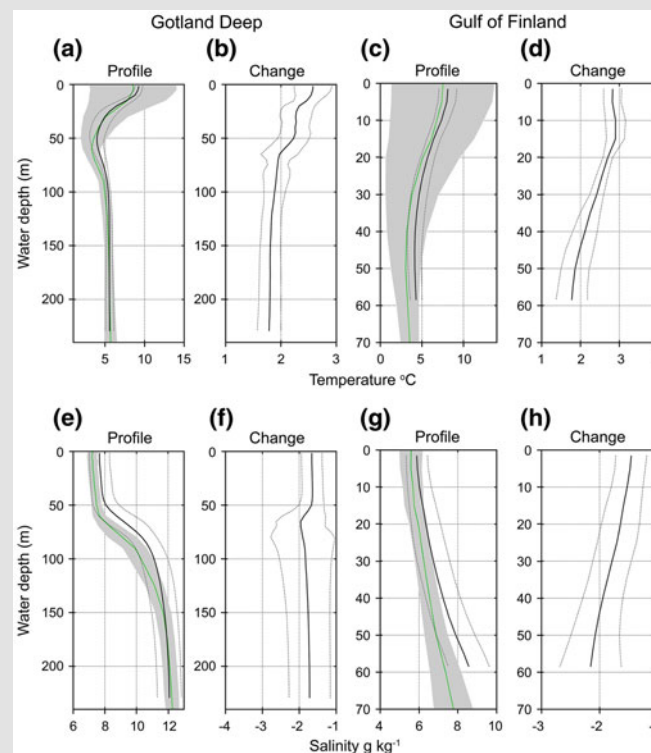 Gotland Deep Gulf of Finland
(a) (b) (c) (d)
Profile Change Profile Change
0 0
10
50 20
100 30
40
150 50
200 60
70
Water depth (m)
5 10 15 1 2 3 0 5 10 1 2 3
Temperature °C
(e) (f) (g) (h)
Profile Change Profile Change
0 0
10
50 20
100 30
40
150 50
200 60
70
Water depth (m)
6 8 10 12 -4 -3 -2 -1 4 6 8 10 -3 -2 -1
Salinity g kg-1